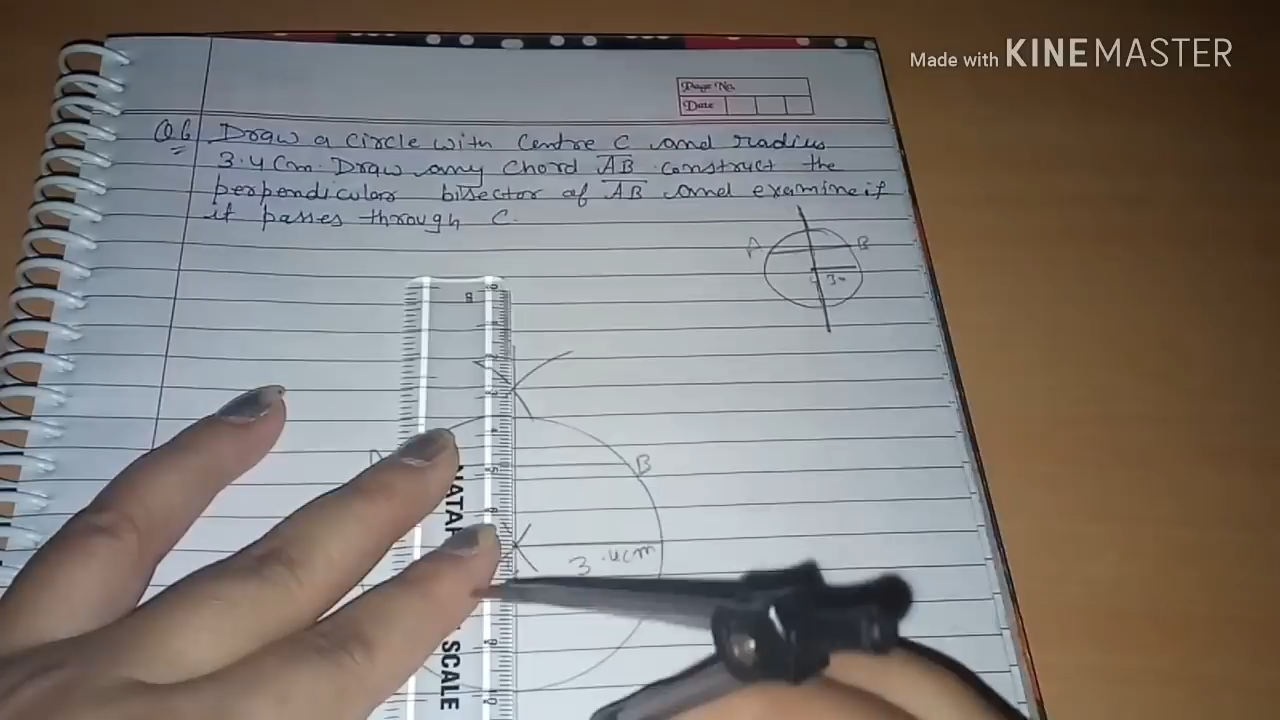 Made with KINEMASTER
Page No.
Date
Q6 Draw a circle with Centre C and radius
3.4 Cm. Draw any Chord AB construct the
perpendicular bisector of AB and examine if
it passes through C.
A B
3
B
3.4cm
SCALE